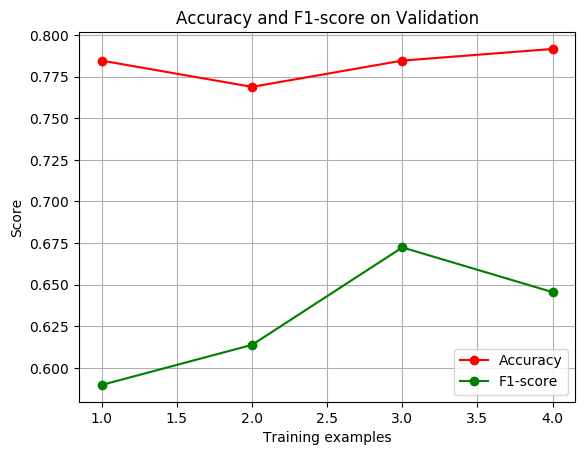 Accuracy and F1-score on Validation
0.800
0.775
0.750
0.725
0.700
0.675
0.650
0.625
0.600
Score
Accuracy
F1-score
1.0 1.5 2.0 2.5 3.0 3.5 4.0
Training examples